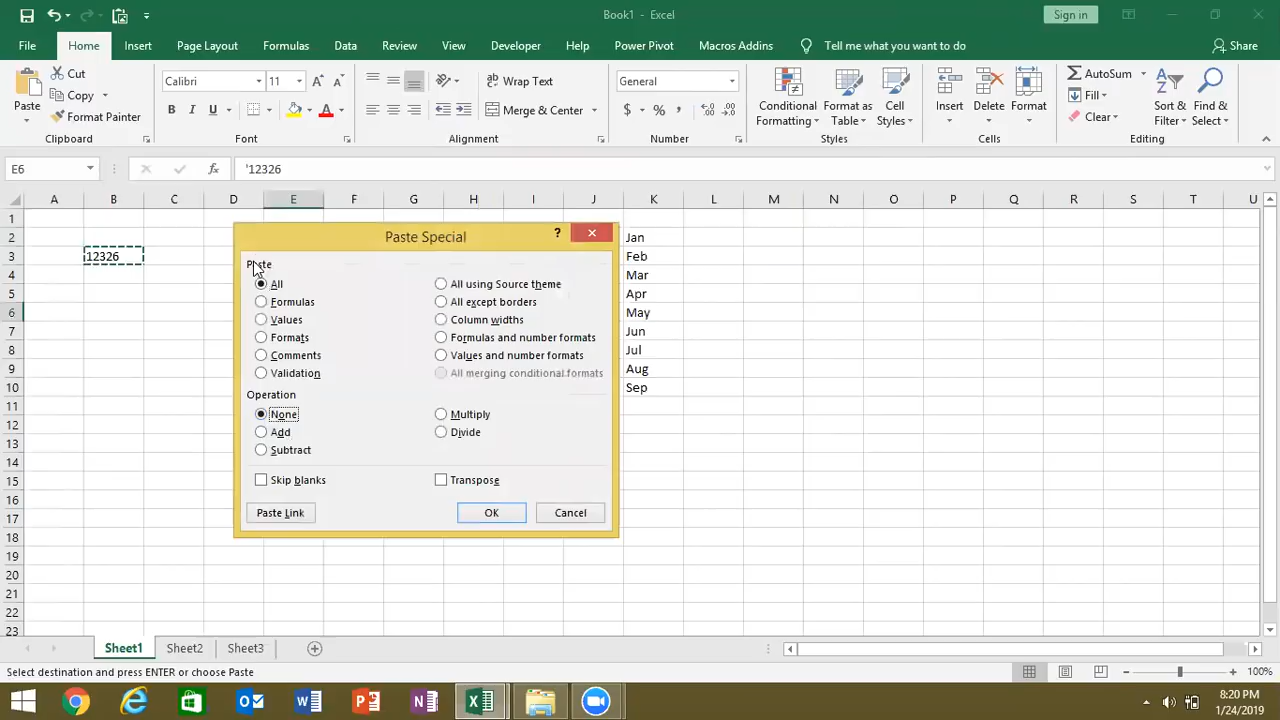 Book1 - Excel
Sign in
File Home Insert Page Layout Formulas Data Review View Developer Help Power Pivot Macros Addins Tell me what you want to do Share
Paste
Cut
Copy
Format Painter
Clipboard
Calibri 11
B I U A
Font
Wrap Text
Merge & Center
Alignment
General
$ % ,
Number
Conditional Formatting
Format as Table
Cell Styles
Styles
Insert Delete Format
Cells
AutoSum
Fill
Clear
Sort & Filter
Find & Select
Editing
E6 fx '12326
A B C D E F G H I J K L M N O P Q R S T U
1
2 Jan
3 12326 Feb
4 Mar
5 Apr
6 May
7 Jun
8 Jul
9 Aug
10 Sep
11
12
13
14
15
16
17
18
19
20
21
22
23
Paste Special ?
Paste
All All using Source theme
Formulas All except borders
Values Column widths
Formats Formulas and number formats
Comments Values and number formats
Validation All merging conditional formats
Operation
None Multiply
Add Divide
Subtract
Skip blanks Transpose
Paste Link OK Cancel
Sheet1 Sheet2 Sheet3
Select destination and press ENTER or choose Paste 100%
8:20 PM
1/24/2019